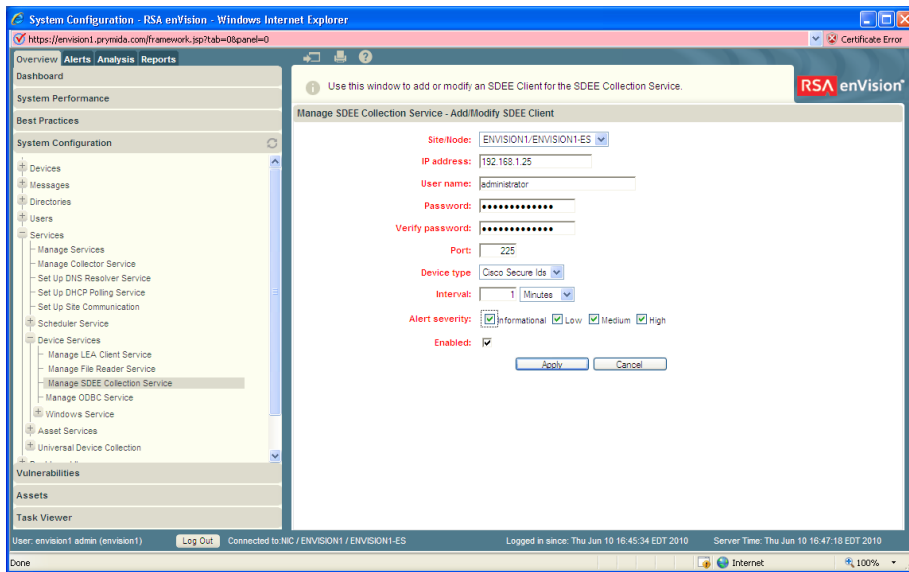 System Configuration - RSA enVision - Windows Internet Explorer
https://envision1.prymida.com/framework.jsp?tab=0&panel=0
Certificate Error
Overview Alerts Analysis Reports
Dashboard
System Performance
Best Practices
System Configuration
Devices
Messages
Directories
Users
Services
Manage Services
Manage Collector Service
Set Up DNS Resolver Service
Set Up DHCP Polling Service
Set Up Site Communication
Scheduler Service
Device Services
Manage LEA Client Service
Manage File Reader Service
Manage SDEE Collection Service
Manage ODBC Service
Windows Service
Asset Services
Universal Device Collection
Vulnerabilities
Assets
Task Viewer
Use this window to add or modify an SDEE Client for the SDEE Collection Service.
RSA enVision
Manage SDEE Collection Service - Add/Modify SDEE Client
Site/Node: ENVISION1/ENVISION1-ES
IP address: 192.168.1.25
User name: administrator
Password: •••••••••••••
Verify password: •••••••••••••
Port: 225
Device type Cisco Secure Ids
Interval: 1 Minutes
Alert severity: Informational Low Medium High
Enabled:
Apply Cancel
User: envision1 admin (envision1) Log Out Connected to:NIC / ENVISION1 / ENVISION1-ES Logged in since: Thu Jun 10 16:45:34 EDT 2010 Server Time: Thu Jun 10 16:47:18 EDT 2010
Done Internet 100%